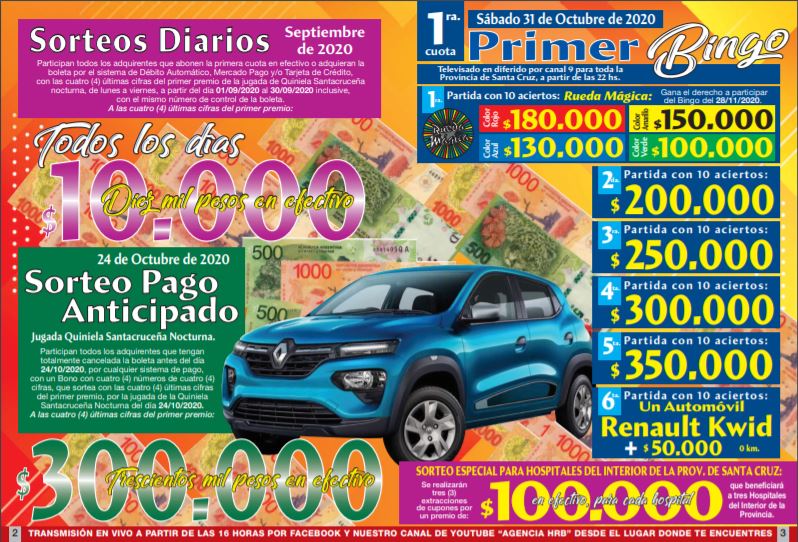 Sorteos Diarios
Septiembre
de 2020
Participan todos los adquirentes que abonen la primera cuota en efectivo o adquieran la
boleta por el sistema de Débito Automático, Mercado Pago y/o Tarjeta de Crédito,
con las cuatro (4) últimas cifras del primer premio de la jugada de Quiniela Santacruceña
nocturna, de lunes a viernes, a partir del día 01/09/2020 al 30/09/2020 inclusive,
con el mismo número de control de la boleta.
A las cuatro (4) últimas cifras del primer premio:
Todos los días
$10.000
Diez mil pesos en efectivo
24 de Octubre de 2020
Sorteo Pago
Anticipado
Jugada Quiniela Santacruceña Nocturna.
Participan todos los adquirentes que tengan
totalmente cancelada la boleta antes del día
24/10/2020, por cualquier sistema de pago,
con un Bono con cuatro (4) números de cuatro (4)
cifras, que sortea con las cuatro (4) últimas cifras
del primer premio, por la jugada de la Quiniela
Santacruceña Nocturna del día 24/10/2020.
A las cuatro (4) últimas cifras del primer premio:
$300.000
Trescientos mil pesos en efectivo
500
1000
500
1ra.
cuota
Sábado 31 de Octubre de 2020
Primer Bingo
Televisado en diferido por canal 9 para toda la
Provincia de Santa Cruz, a partir de las 22 hs.
1ra Partida con 10 aciertos: Rueda Mágica:
Gana el derecho a participar
del Bingo del 28/11/2020.
Rueda
Mágica
Color
Rojo
$180.000
Color
Amarillo
$150.000
Color
Azul
$130.000
Color
Verde
$100.000
2da. Partida con 10 aciertos:
$200.000
3ra. Partida con 10 aciertos:
$250.000
4ta. Partida con 10 aciertos:
$300.000
5ta. Partida con 10 aciertos:
$350.000
6ta. Partida con 10 aciertos:
Un Automóvil
Renault Kwid
+ $50.000 0 km.
SORTEO ESPECIAL PARA HOSPITALES DEL INTERIOR DE LA PROV. DE SANTA CRUZ:
Se realizarán
tres (3)
extracciones
de cupones por
un premio de:
$100.000
en efectivo, para cada hospital
que beneficiará
a tres Hospitales
del Interior de la
Provincia.
2 TRANSMISIÓN EN VIVO A PARTIR DE LAS 16 HORAS POR FACEBOOK Y NUESTRO CANAL DE YOUTUBE "AGENCIA HRB" DESDE EL LUGAR DONDE TE ENCUENTRES 3